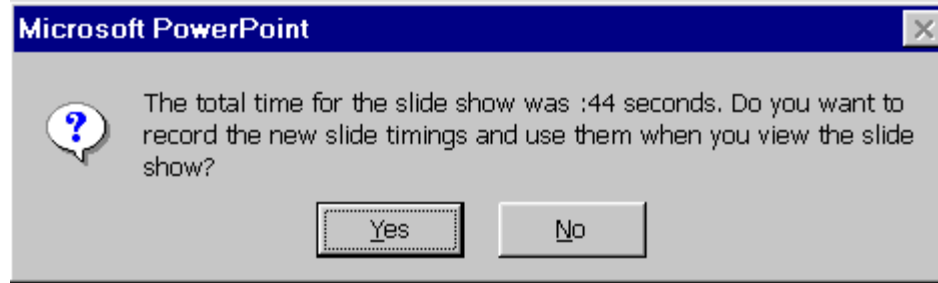 Microsoft PowerPoint
The total time for the slide show was :44 seconds. Do you want to
record the new slide timings and use them when you view the slide
show?
Yes No